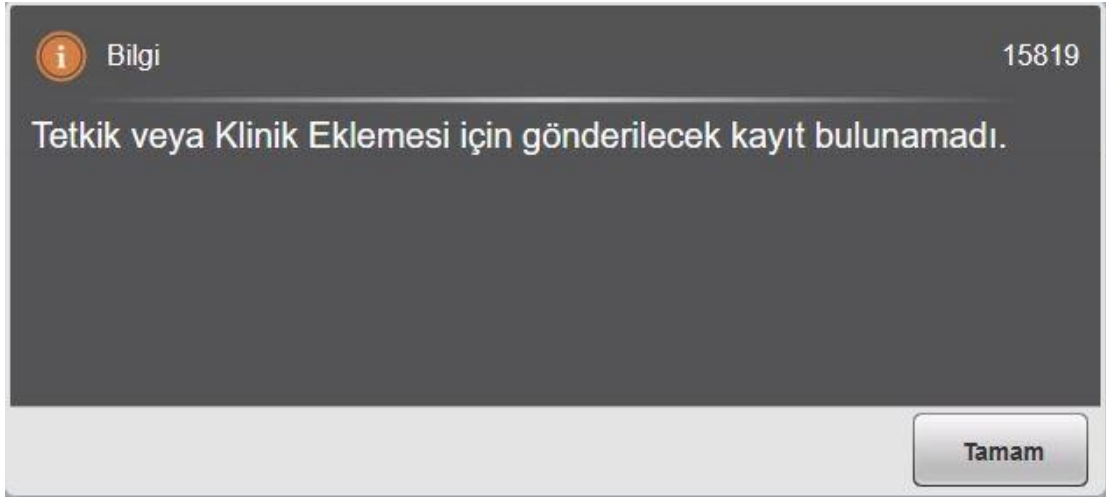 Bilgi 15819
Tetkik veya Klinik Eklemesi için gönderilecek kayıt bulunamadı.
Tamam